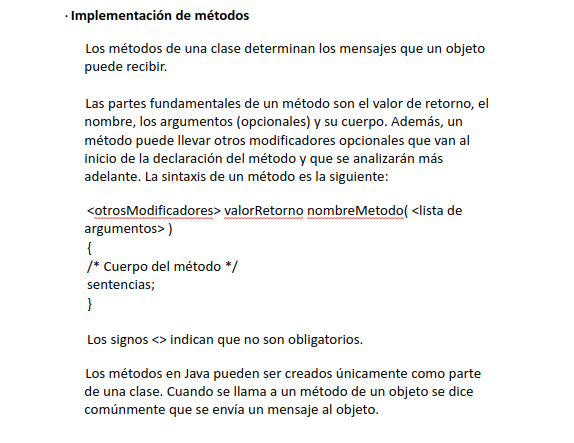 · Implementación de métodos
Los métodos de una clase determinan los mensajes que un objeto
puede recibir.
Las partes fundamentales de un método son el valor de retorno, el
nombre, los argumentos (opcionales) y su cuerpo. Además, un
método puede llevar otros modificadores opcionales que van al
inicio de la declaración del método y que se analizarán más
adelante. La sintaxis de un método es la siguiente:
<otrosModificadores> valorRetorno nombreMetodo( <lista de
argumentos> )
{
/* Cuerpo del método */
sentencias;
}
Los signos <> indican que no son obligatorios.
Los métodos en Java pueden ser creados únicamente como parte
de una clase. Cuando se llama a un método de un objeto se dice
comúnmente que se envía un mensaje al objeto.